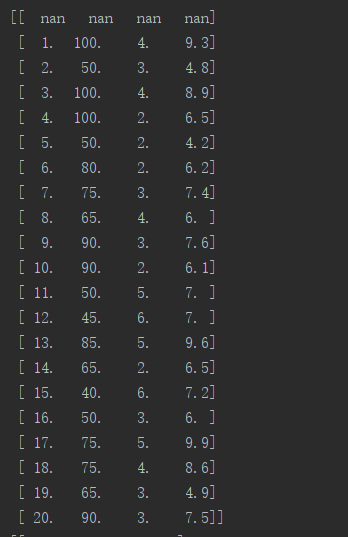 [[  nan   nan   nan   nan]
 [  1.  100.    4.    9.3]
 [  2.   50.    3.    4.8]
 [  3.  100.    4.    8.9]
 [  4.  100.    2.    6.5]
 [  5.   50.    2.    4.2]
 [  6.   80.    2.    6.2]
 [  7.   75.    3.    7.4]
 [  8.   65.    4.    6. ]
 [  9.   90.    3.    7.6]
 [ 10.   90.    2.    6.1]
 [ 11.   50.    5.    7. ]
 [ 12.   45.    6.    7. ]
 [ 13.   85.    5.    9.6]
 [ 14.   65.    2.    6.5]
 [ 15.   40.    6.    7.2]
 [ 16.   50.    3.    6. ]
 [ 17.   75.    5.    9.9]
 [ 18.   75.    4.    8.6]
 [ 19.   65.    3.    4.9]
 [ 20.   90.    3.    7.5]]